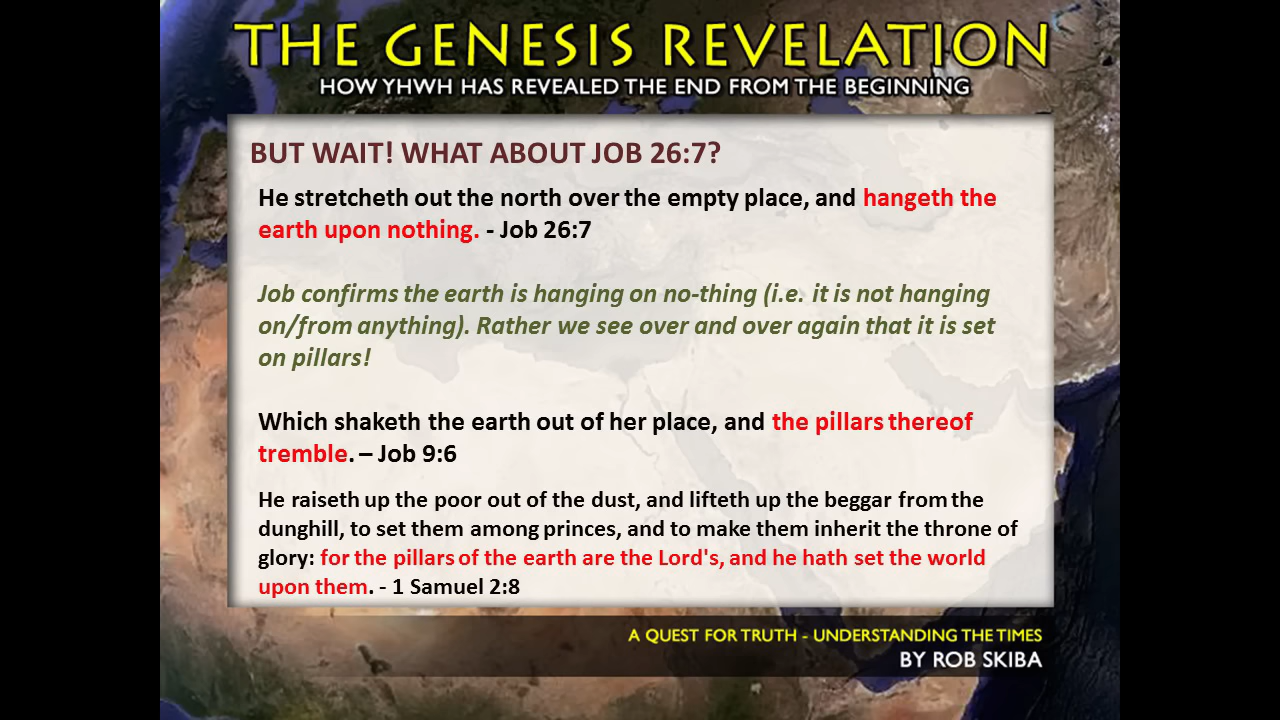 THE GENESIS REVELATION
HOW YHWH HAS REVEALED THE END FROM THE BEGINNING
BUT WAIT! WHAT ABOUT JOB 26:7?
He stretcheth out the north over the empty place, and hangeth the
earth upon nothing. - Job 26:7
Job confirms the earth is hanging on no-thing (i.e. it is not hanging
on/from anything). Rather we see over and over again that it is set
on pillars!
Which shaketh the earth out of her place, and the pillars thereof
tremble. – Job 9:6
He raiseth up the poor out of the dust, and lifteth up the beggar from the
dunghill, to set them among princes, and to make them inherit the throne of
glory: for the pillars of the earth are the Lord's, and he hath set the world
upon them. - 1 Samuel 2:8
A QUEST FOR TRUTH - UNDERSTANDING THE TIMES
BY ROB SKIBA